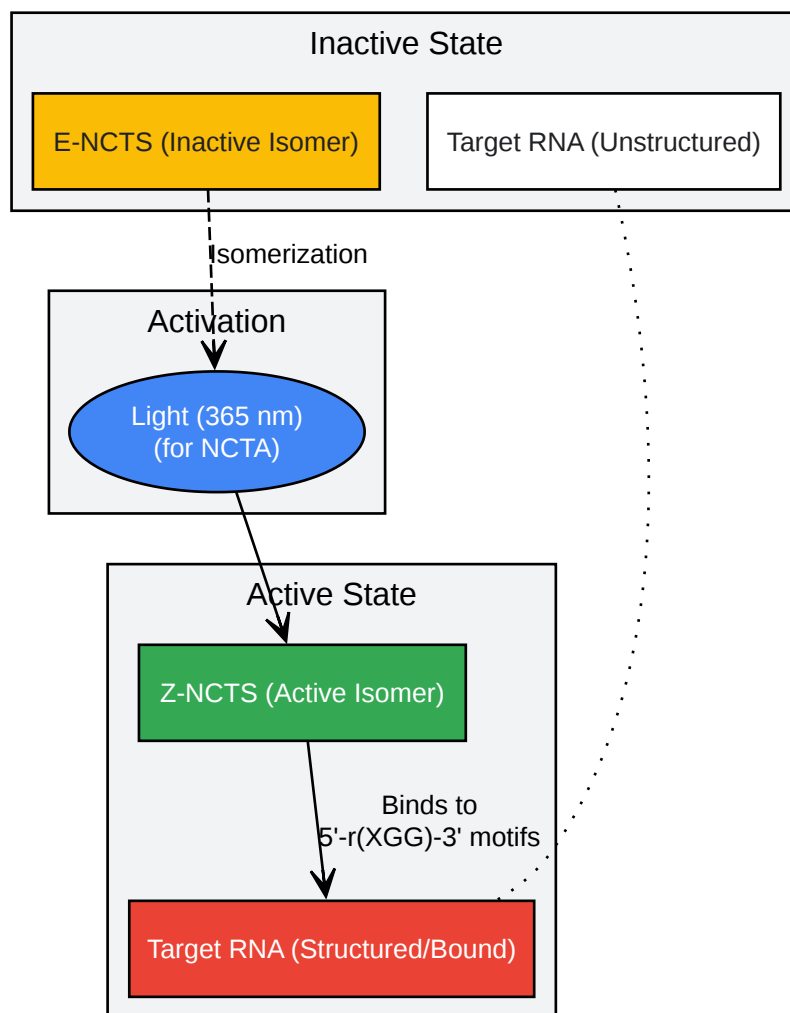 Inactive State
E-NCTS (Inactive Isomer)
Target RNA (Unstructured)
Isomerization
Activation
Light (365 nm)
(for NCTA)
Active State
Z-NCTS (Active Isomer)
Binds to
5'-r(XGG)-3' motifs
Target RNA (Structured/Bound)